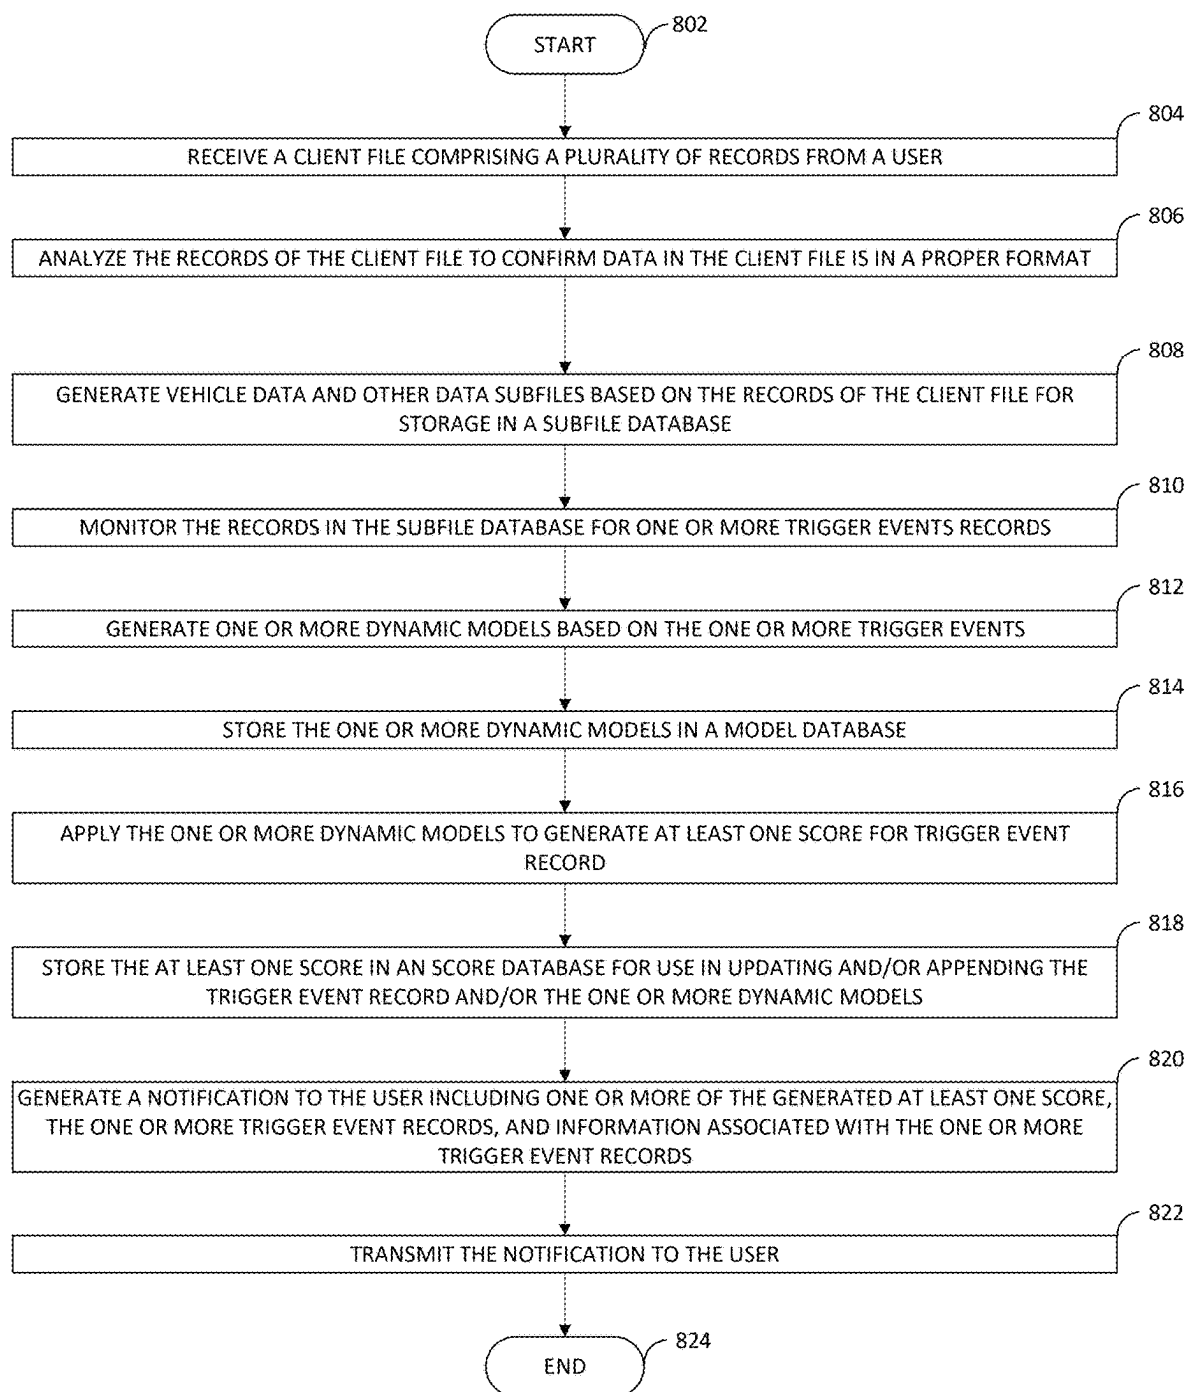 802
START
804
RECEIVE A CLIENT FILE COMPRISING A PLURALITY OF RECORDS FROM A USER
806
ANALYZE THE RECORDS OF THE CLIENT FILE TO CONFIRM DATA IN THE CLIENT FILE IS IN A PROPER FORMAT
808
GENERATE VEHICLE DATA AND OTHER DATA SUBFILES BASED ON THE RECORDS OF THE CLIENT FILE FOR
STORAGE IN A SUBFILE DATABASE
810
MONITOR THE RECORDS IN THE SUBFILE DATABASE FOR ONE OR MORE TRIGGER EVENTS RECORDS
812
GENERATE ONE OR MORE DYNAMIC MODELS BASED ON THE ONE OR MORE TRIGGER EVENTS
814
STORE THE ONE OR MORE DYNAMIC MODELS IN A MODEL DATABASE
816
APPLY THE ONE OR MORE DYNAMIC MODELS TO GENERATE AT LEAST ONE SCORE FOR TRIGGER EVENT
RECORD
818
STORE THE AT LEAST ONE SCORE IN AN SCORE DATABASE FOR USE IN UPDATING AND/OR APPENDING THE
TRIGGER EVENT RECORD AND/OR THE ONE OR MORE DYNAMIC MODELS
820
GENERATE A NOTIFICATION TO THE USER INCLUDING ONE OR MORE OF THE GENERATED AT LEAST ONE SCORE,
THE ONE OR MORE TRIGGER EVENT RECORDS, AND INFORMATION ASSOCIATED WITH THE ONE OR MORE
TRIGGER EVENT RECORDS
822
TRANSMIT THE NOTIFICATION TO THE USER
824
END